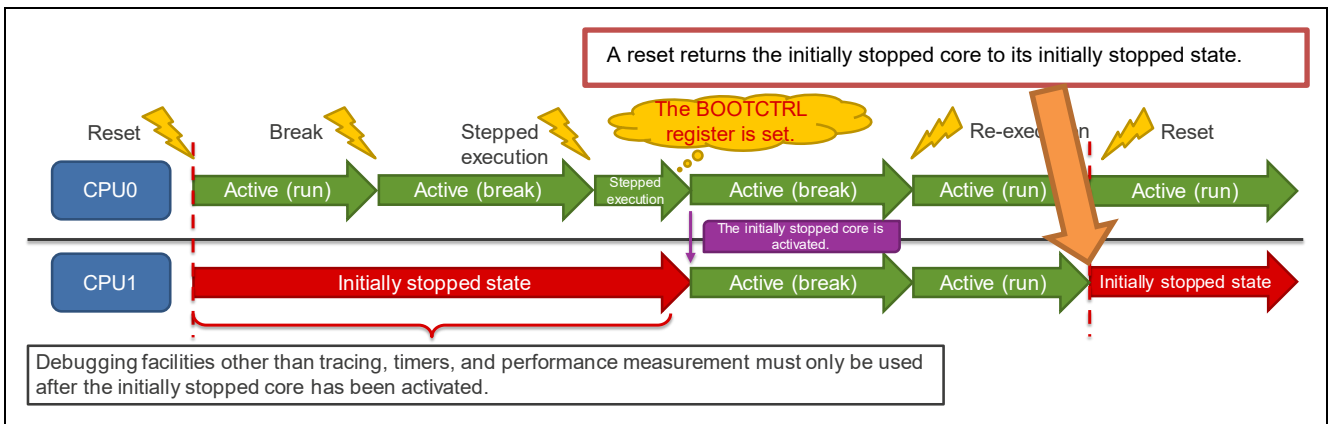 A reset returns the initially stopped core to its initially stopped state.
The BOOTCTRL
register is set.
Reset
Break
Stepped
execution
Re-execution
Reset
CPU0
Active (run)
Active (break)
Stepped
execution
Active (break)
Active (run)
Active (run)
The initially stopped core is
activated.
CPU1
Initially stopped state
Active (break)
Active (run)
Initially stopped state
Debugging facilities other than tracing, timers, and performance measurement must only be used
after the initially stopped core has been activated.